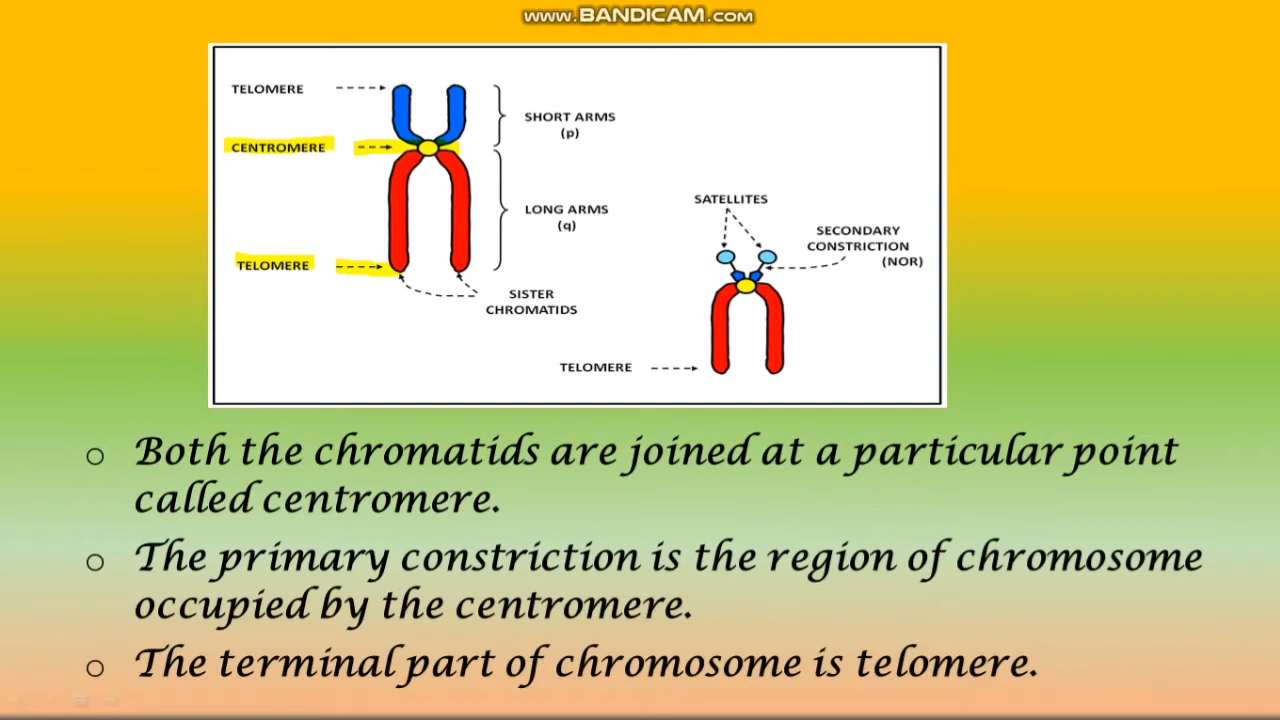 www.BANDICAM.com
TELOMERE
SHORT ARMS
(p)
CENTROMERE
LONG ARMS
(q)
TELOMERE
SISTER
CHROMATIDS
SATELLITES
SECONDARY
CONSTRICTION
(NOR)
TELOMERE
o Both the chromatids are joined at a particular point
called centromere.
o The primary constriction is the region of chromosome
occupied by the centromere.
o The terminal part of chromosome is telomere.